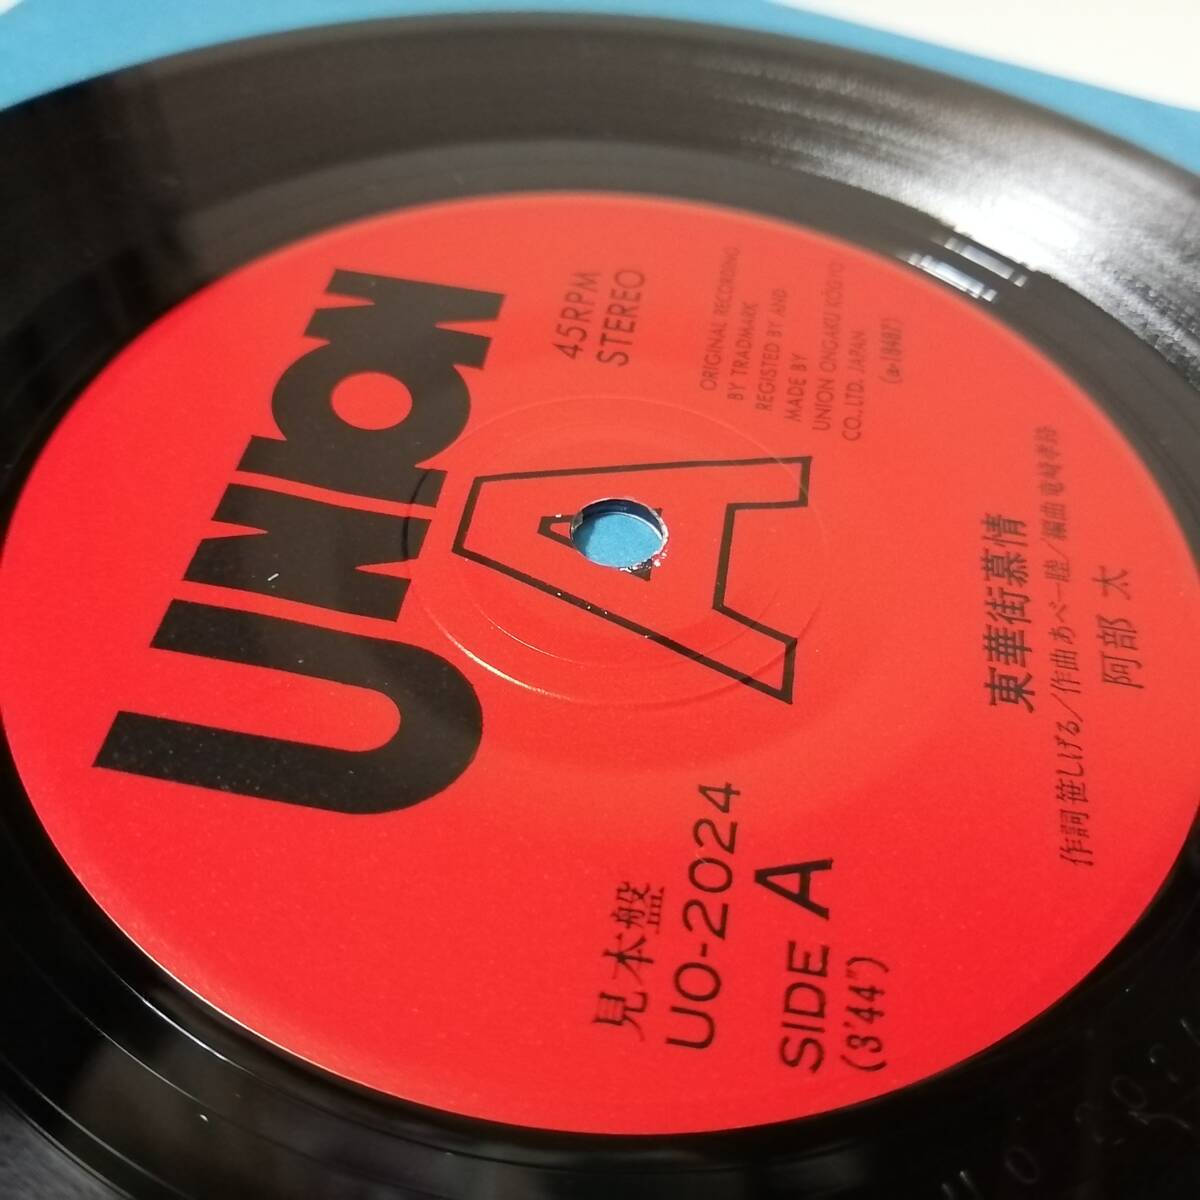 UNION
45RPM
STEREO
ORIGINAL RECORDING
BY TRADMARK
REGISTED BY AND
MADE BY
UNION ONGAKU KOGYO
CO.,LTD. JAPAN
A
見本盤
UO-2024
SIDE A
(3′44″)
東華街慕情
作詞 笹しげる／作曲 あべ一睦／編曲 竜崎孝路
阿部 太